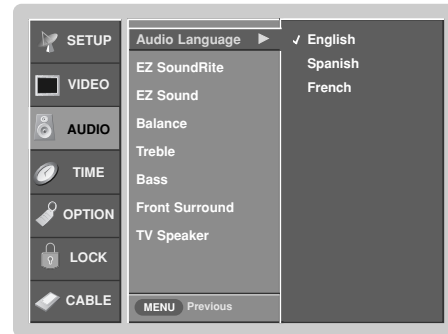 SETUP
VIDEO
AUDIO
TIME
OPTION
LOCK
CABLE
Audio Language
EZ SoundRite
EZ Sound
Balance
Treble
Bass
Front Surround
TV Speaker
MENU Previous
English
Spanish
French